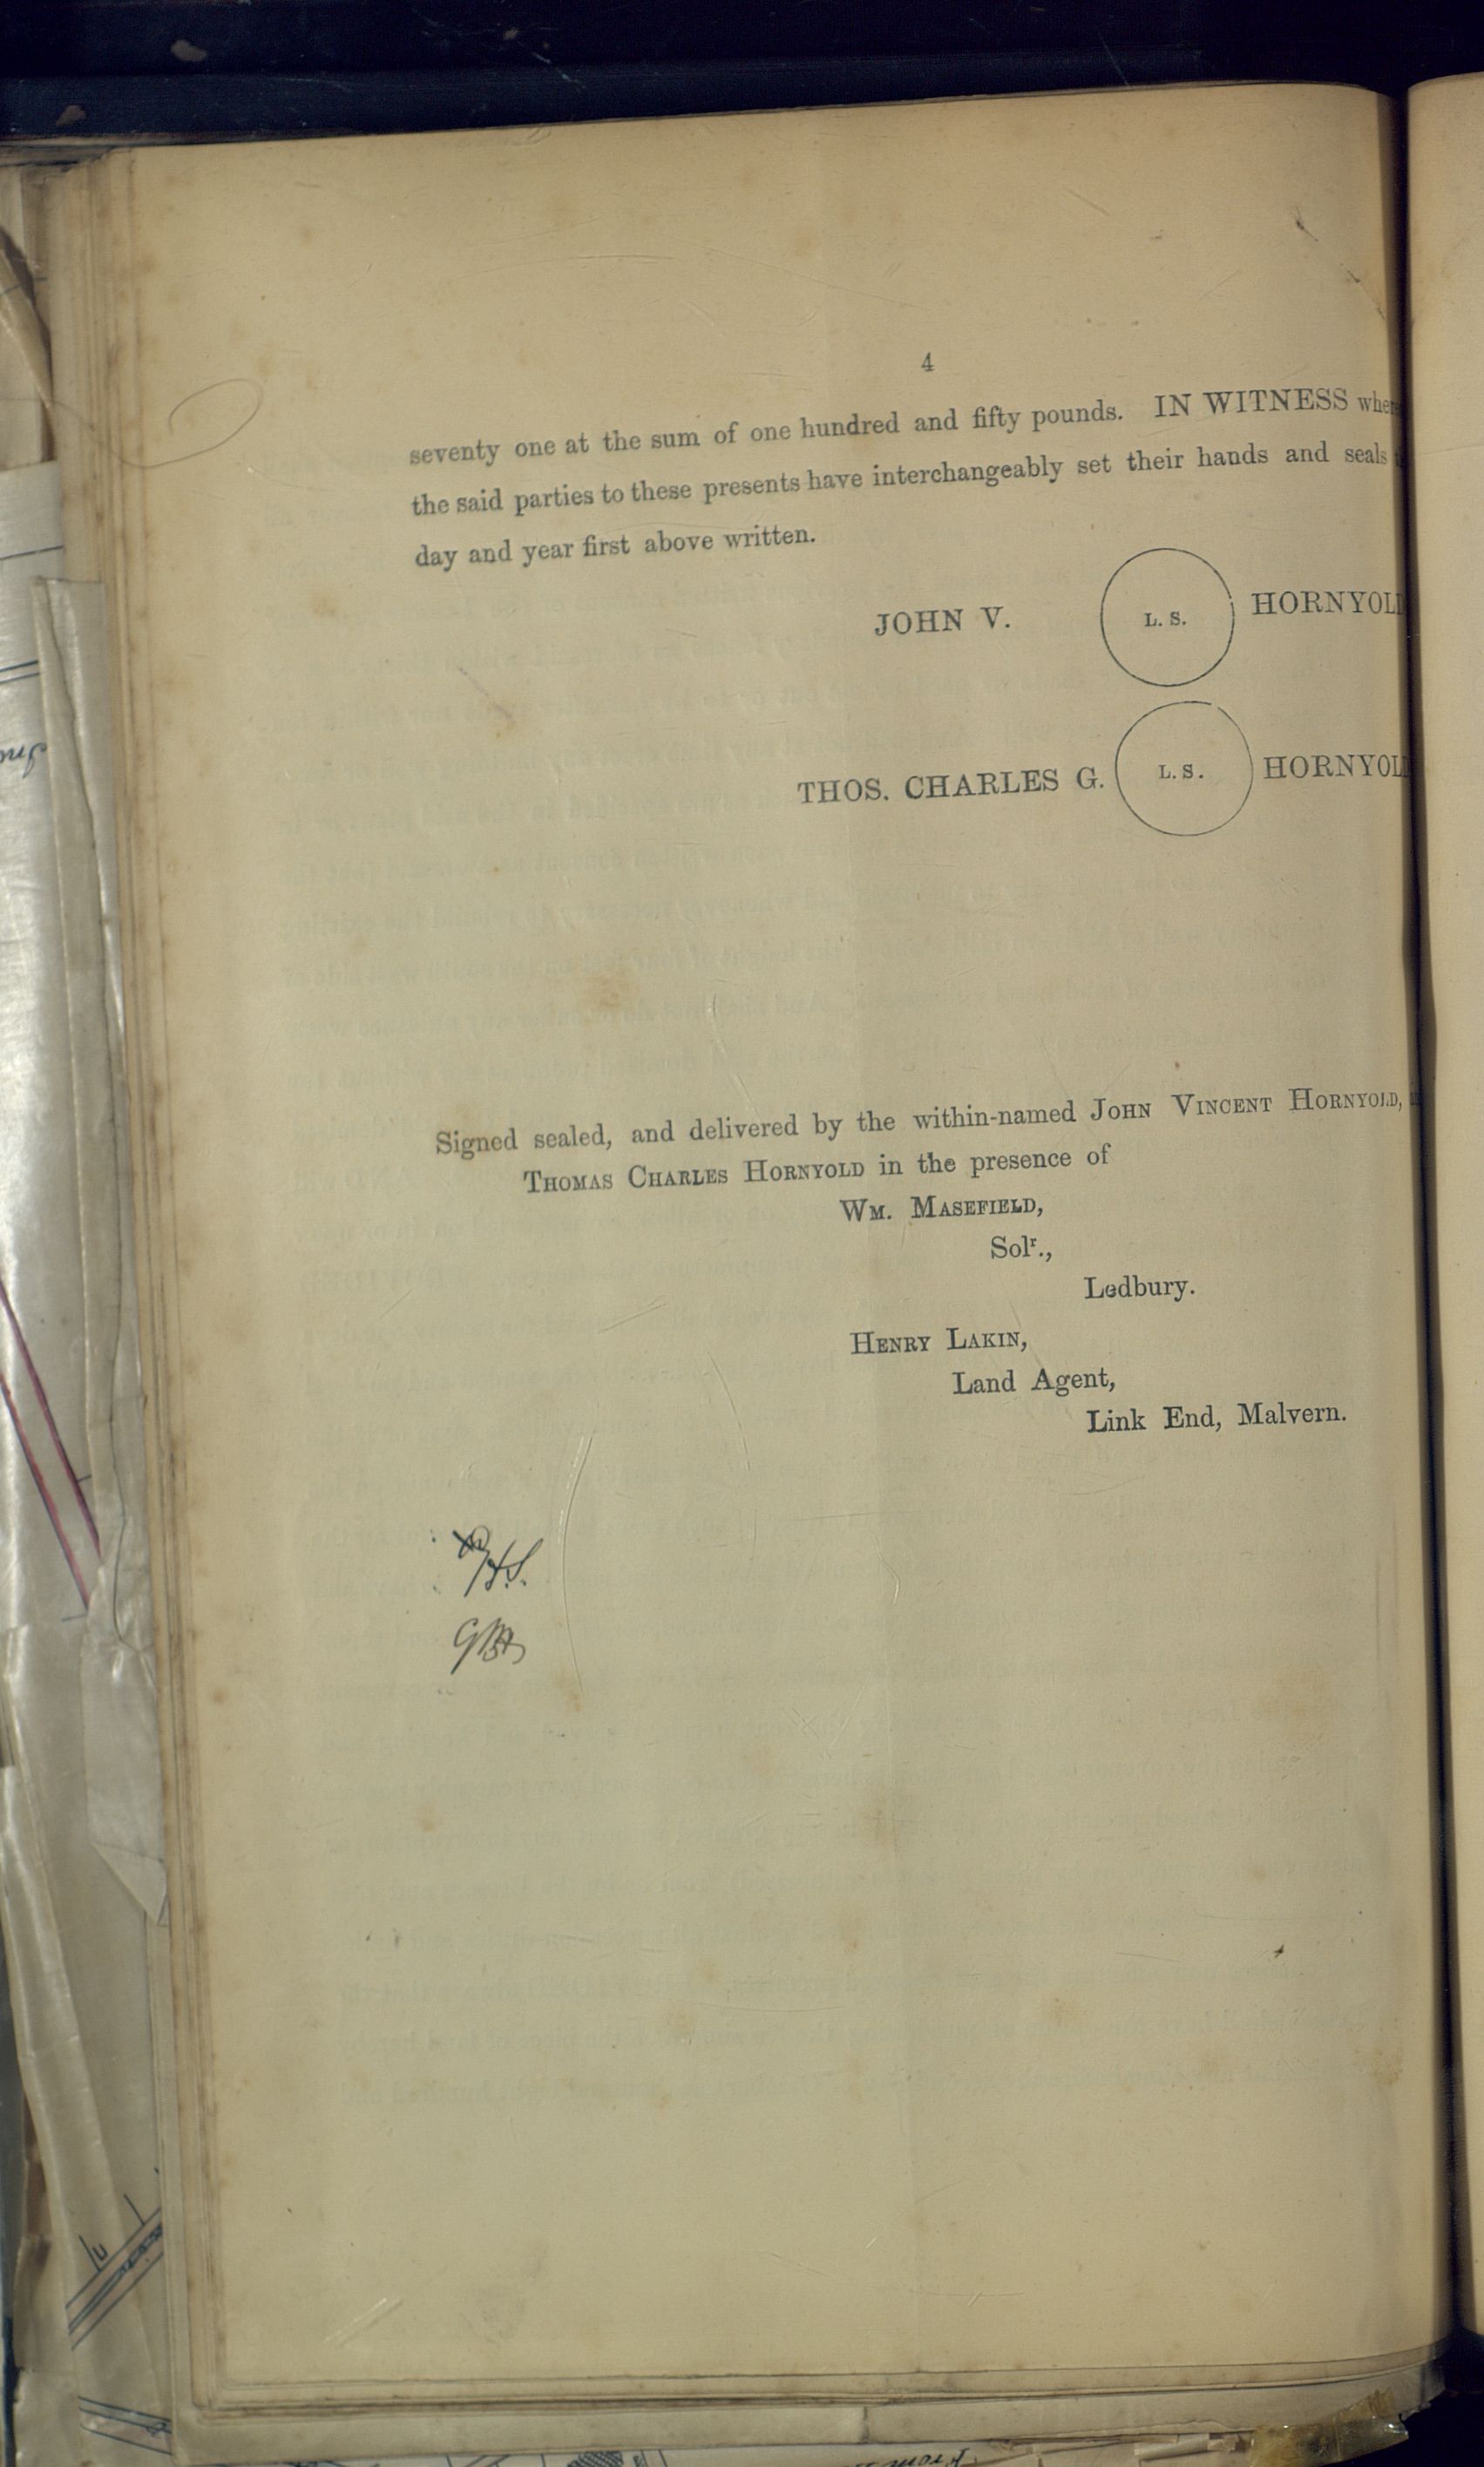 4
seventy one at the sum of one hundred and fifty pounds. IN WITNESS
the said parties to these presents have interchangeably set their hands and seals
day and year first above written.
JOHN V. L. S. HORNYOLD
THOS. CHARLES G. L. S. HORNYOLD
Signed sealed, and delivered by the within-named JOHN VINCENT HORNYOLD,
THOMAS CHARLES HORNYOLD in the presence of
WM. MASEFIELD,
Solr.,
Ledbury.
HENRY LAKIN,
Land Agent,
Link End, Malvern.